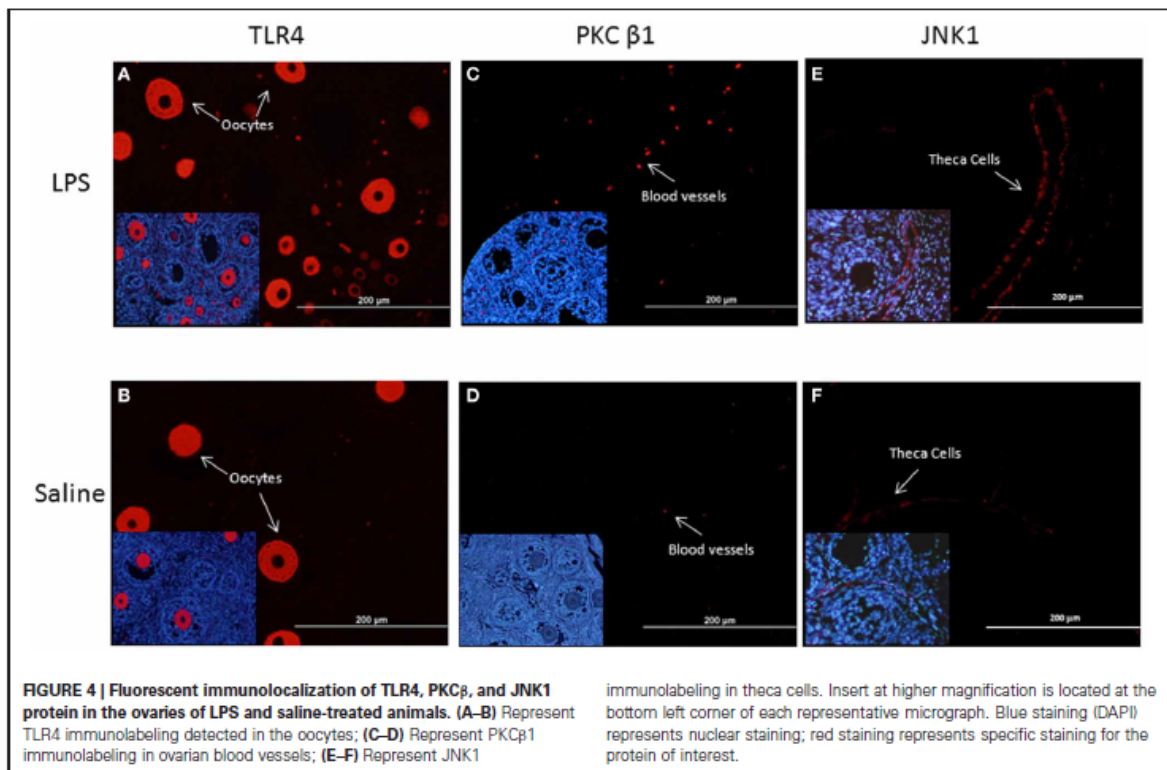 TLR4
PKC β1
JNK1
LPS
A
Oocytes
200 μm
C
Blood vessels
200 μm
E
Theca Cells
200 μm
Saline
B
Oocytes
200 μm
D
Blood vessels
200 μm
F
Theca Cells
200 μm
FIGURE 4 | Fluorescent immunolocalization of TLR4, PKCβ, and JNK1
protein in the ovaries of LPS and saline-treated animals. (A–B) Represent
TLR4 immunolabeling detected in the oocytes; (C–D) Represent PKCβ1
immunolabeling in ovarian blood vessels; (E–F) Represent JNK1
immunolabeling in theca cells. Insert at higher magnification is located at the
bottom left corner of each representative micrograph. Blue staining (DAPI)
represents nuclear staining; red staining represents specific staining for the
protein of interest.